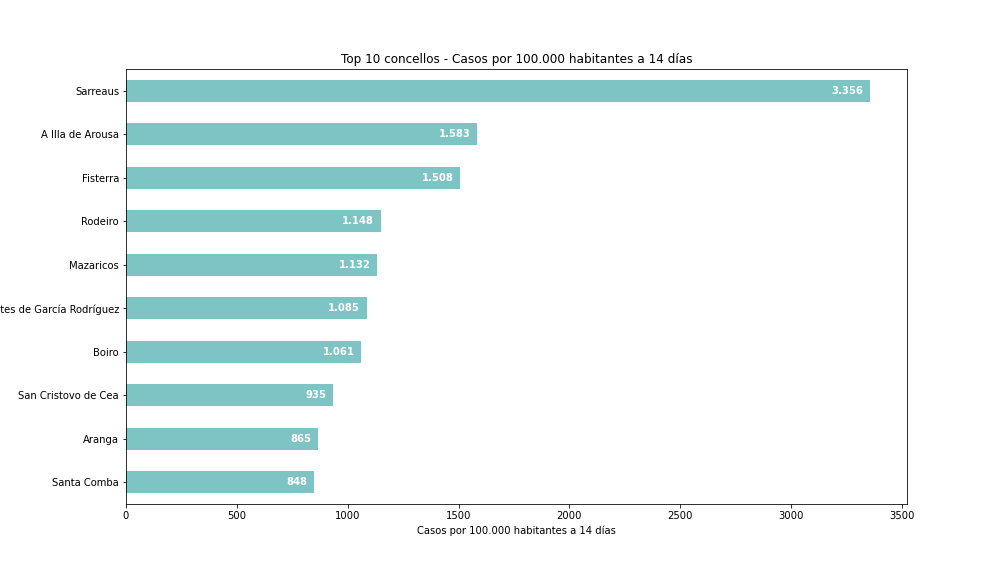 Top 10 concellos - Casos por 100.000 habitantes a 14 días
Sarreaus 3.356
A Illa de Arousa 1.583
Fisterra 1.508
Rodeiro 1.148
Mazaricos 1.132
tes de García Rodríguez 1.085
Boiro 1.061
San Cristovo de Cea 935
Aranga 865
Santa Comba 848
0 500 1000 1500 2000 2500 3000 3500
Casos por 100.000 habitantes a 14 días